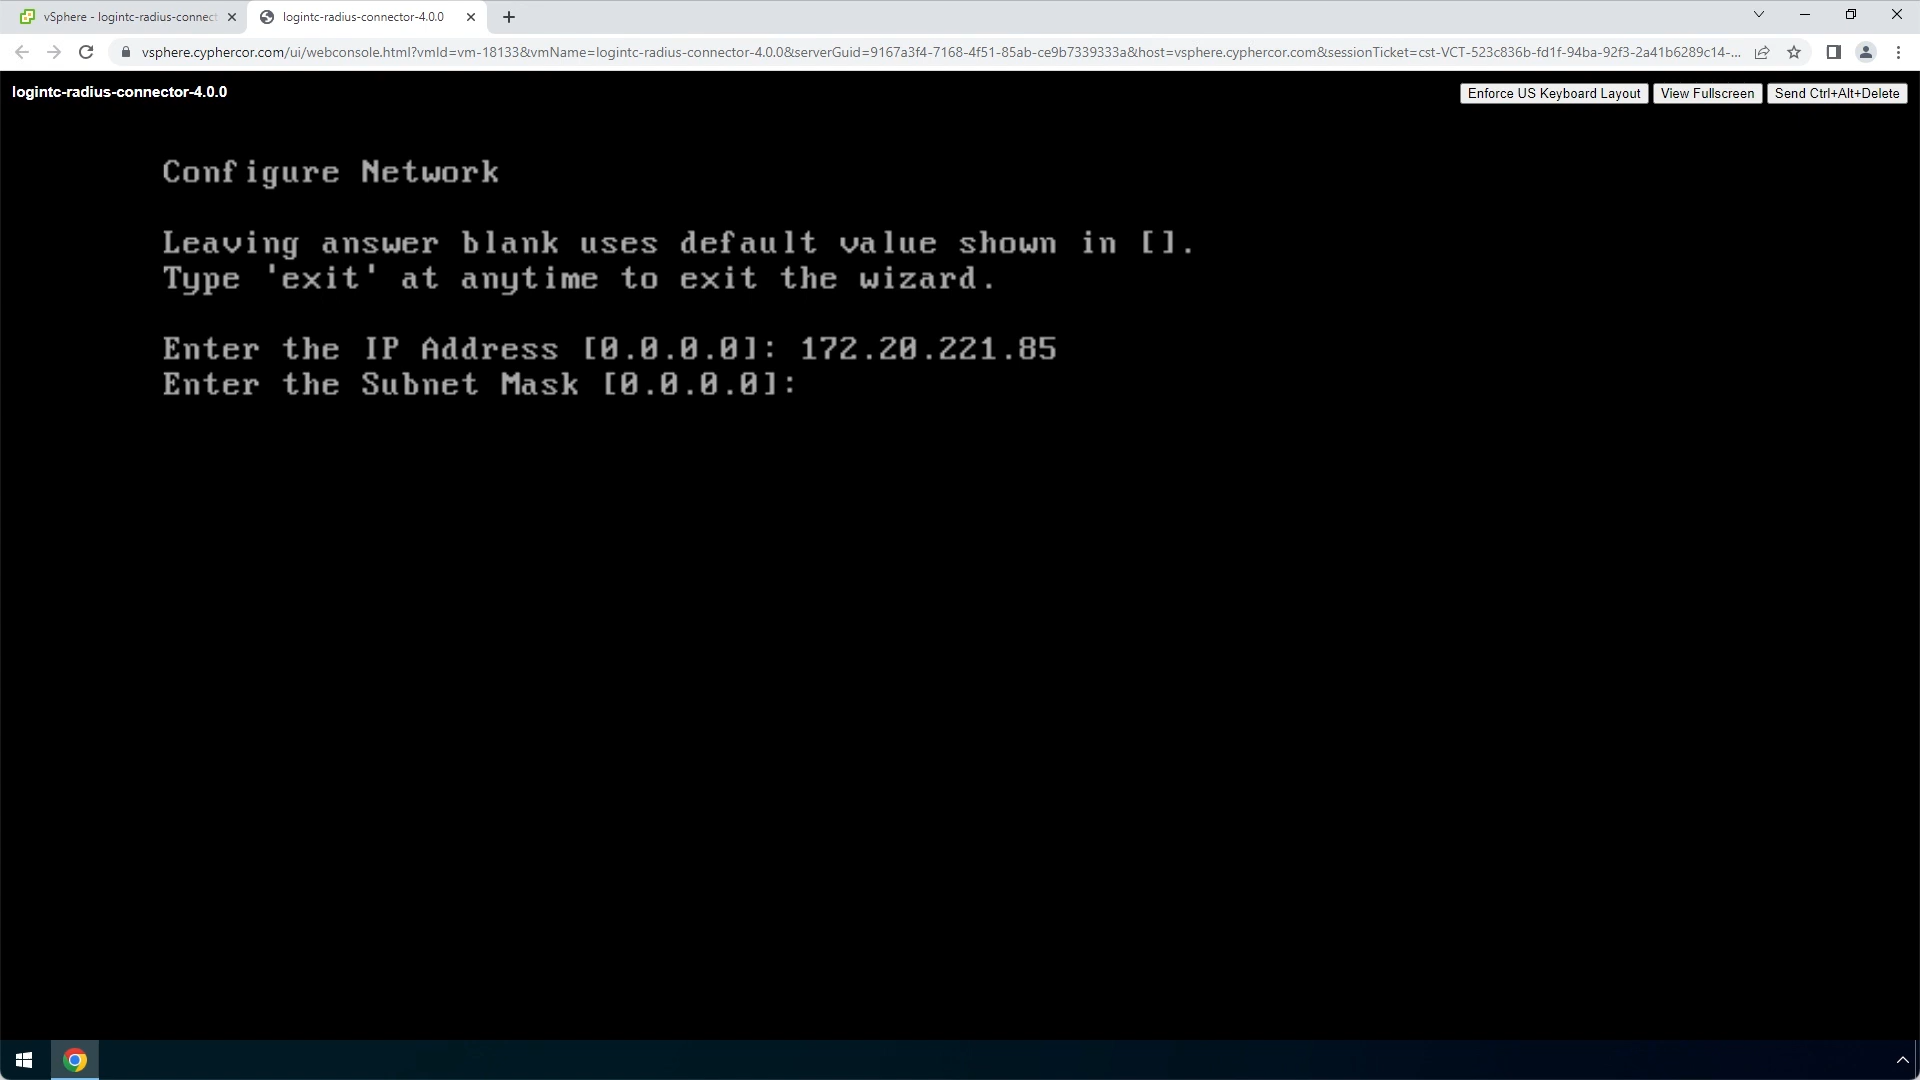 vSphere - logintc-radius-connect
logintc-radius-connector-4.0.0
vsphere.cyphercor.com/ui/webconsole.html?vmId=vm-18133&vmName=logintc-radius-connector-4.0.0&serverGuid=9167a3f4-7168-4f51-85ab-ce9b7339333a&host=vsphere.cyphercor.com&sessionTicket=cst-VCT-523c836b-fd1f-94ba-92f3-2a41b6289c14-...
logintc-radius-connector-4.0.0
Enforce US Keyboard Layout
View Fullscreen
Send Ctrl+Alt+Delete
Configure Network
Leaving answer blank uses default value shown in [].
Type 'exit' at anytime to exit the wizard.
Enter the IP Address [0.0.0.0]: 172.20.221.85
Enter the Subnet Mask [0.0.0.0]: